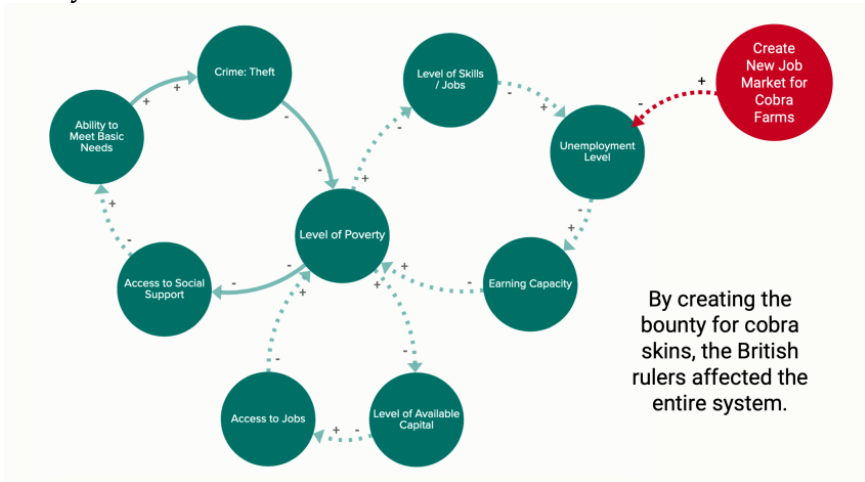 Crime: Theft
Ability to
Meet Basic
Needs
Level of Skills
/ Jobs
Create
New Job
Market for
Cobra
Farms
Unemployment
Level
Level of Poverty
Access to Social
Support
Earning Capacity
Access to Jobs
Level of Available
Capital
By creating the
bounty for cobra
skins, the British
rulers affected the
entire system.
+
+
-
-
-
+
-
+
-
+
+
-
-
+
-
-
-
+
+
-
+
-
+
-
-
+